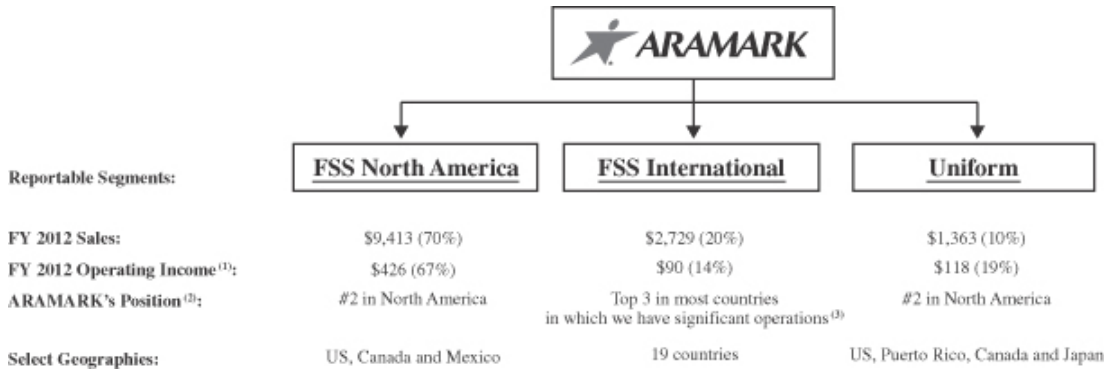 ARAMARK
Reportable Segments: FSS North America FSS International Uniform
FY 2012 Sales: $9,413 (70%) $2,729 (20%) $1,363 (10%)
FY 2012 Operating Income (1): $426 (67%) $90 (14%) $118 (19%)
ARAMARK's Position (2): #2 in North America Top 3 in most countries #2 in North America
in which we have significant operations (3)
Select Geographies: US, Canada and Mexico 19 countries US, Puerto Rico, Canada and Japan